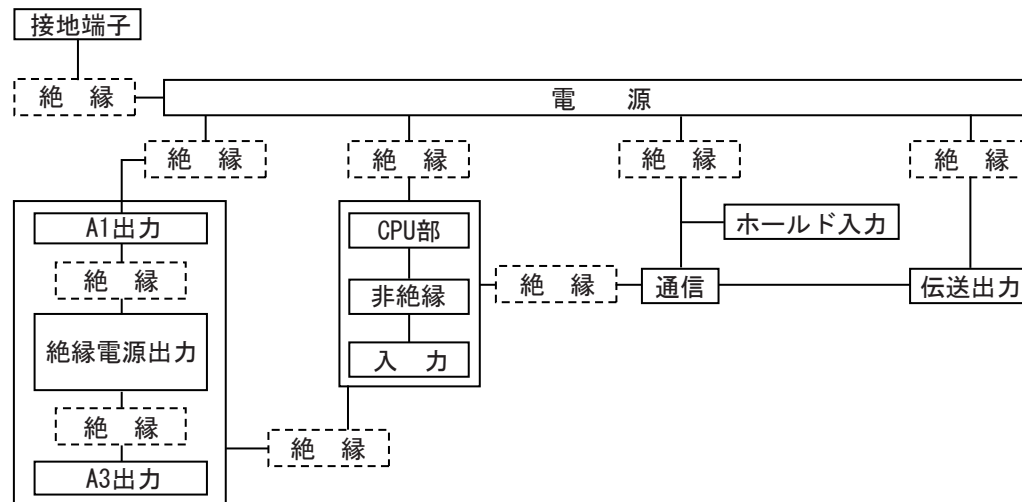 接地端子
絶 縁
電 源
絶 縁
絶 縁
絶 縁
絶 縁
A1出力
CPU部
ホールド入力
絶 縁
非絶縁
絶 縁
通信
伝送出力
絶縁電源出力
入 力
絶 縁
絶 縁
A3出力